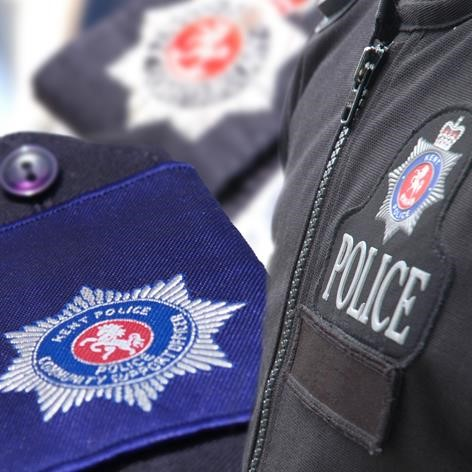 KENT POLICE
POLICE
COMMUNITY SUPPORT OFFICER
KENT
POLICE
POLICE